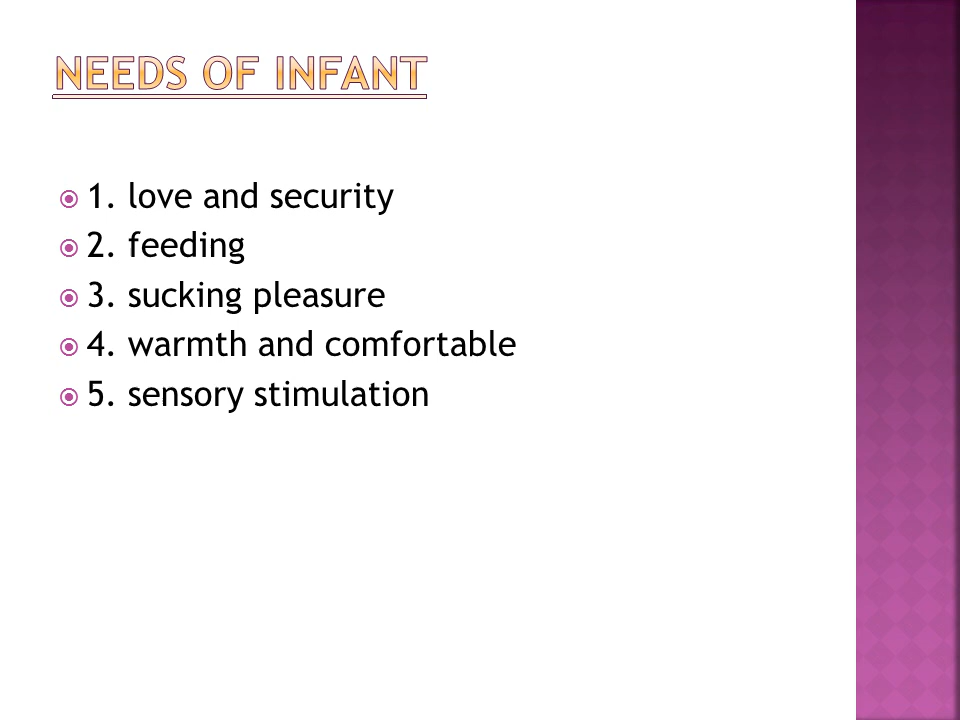 NEEDS OF INFANT
1. love and security
2. feeding
3. sucking pleasure
4. warmth and comfortable
5. sensory stimulation